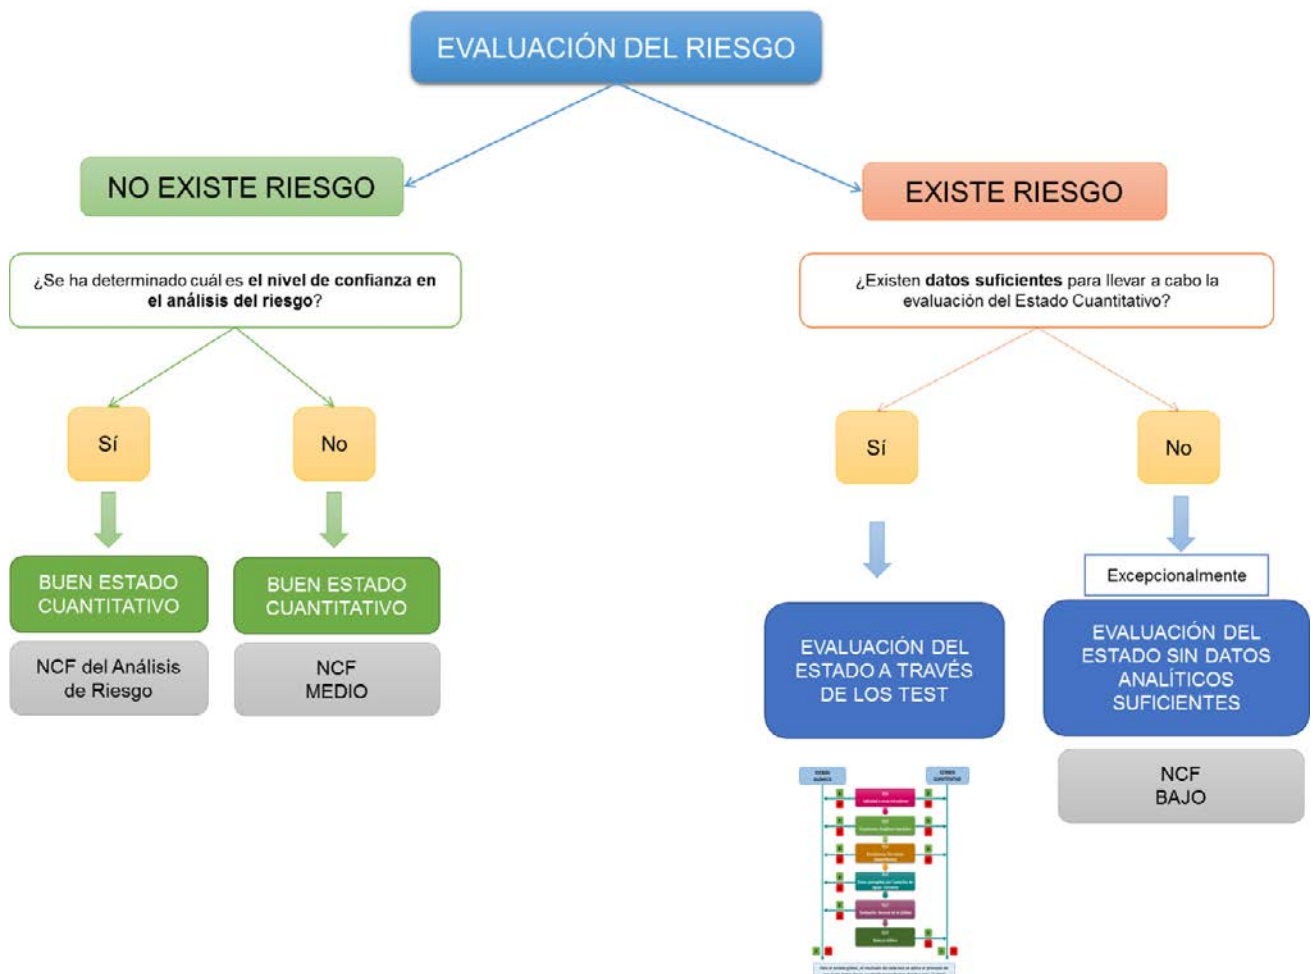 EVALUACIÓN DEL RIESGO
NO EXISTE RIESGO
EXISTE RIESGO
¿Se ha determinado cuál es el nivel de confianza en
el análisis del riesgo?
¿Existen datos suficientes para llevar a cabo la
evaluación del Estado Cuantitativo?
Sí
No
Sí
No
BUEN ESTADO
CUANTITATIVO
BUEN ESTADO
CUANTITATIVO
NCF del Análisis
de Riesgo
NCF
MEDIO
EVALUACIÓN DEL
ESTADO A TRAVÉS
DE LOS TEST
Excepcionalmente
EVALUACIÓN DEL
ESTADO SIN DATOS
ANALÍTICOS
SUFICIENTES
NCF
BAJO